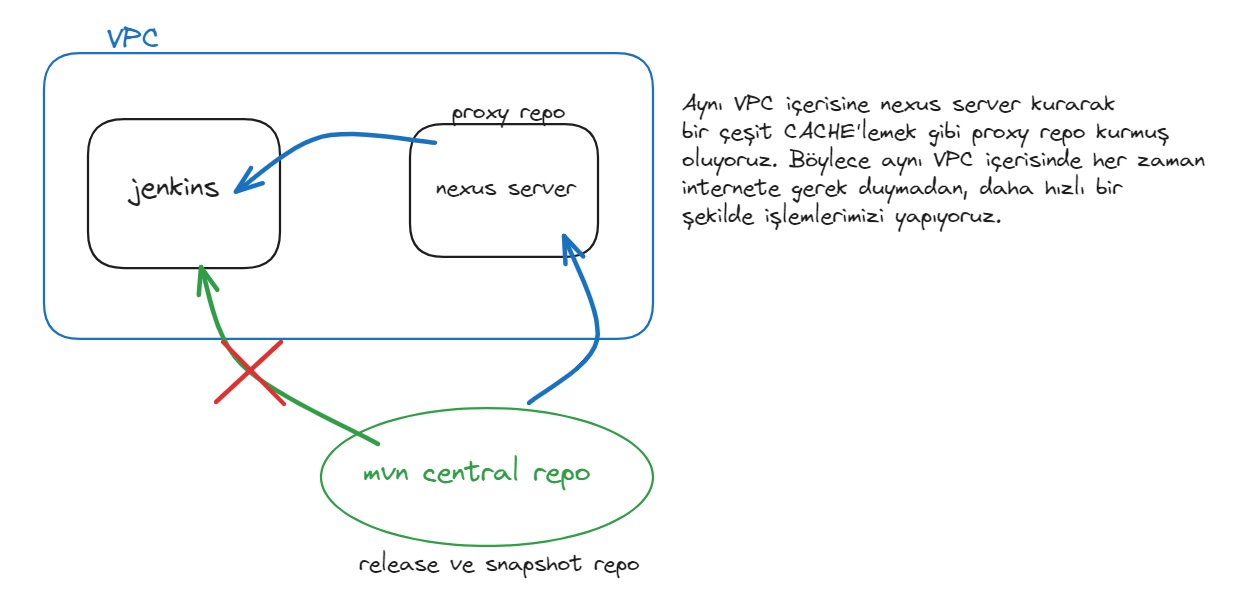 VPC
Aynı VPC içerisine nexus server kurarak
bir çeşit CACHE'lemek gibi proxy repo kurmuş
oluyoruz. Böylece aynı VPC içerisinde her zaman
internete gerek duymadan, daha hızlı bir
şekilde işlemlerimizi yapıyoruz.
proxy repo
jenkins
nexus server
mvn central repo
release ve snapshot repo